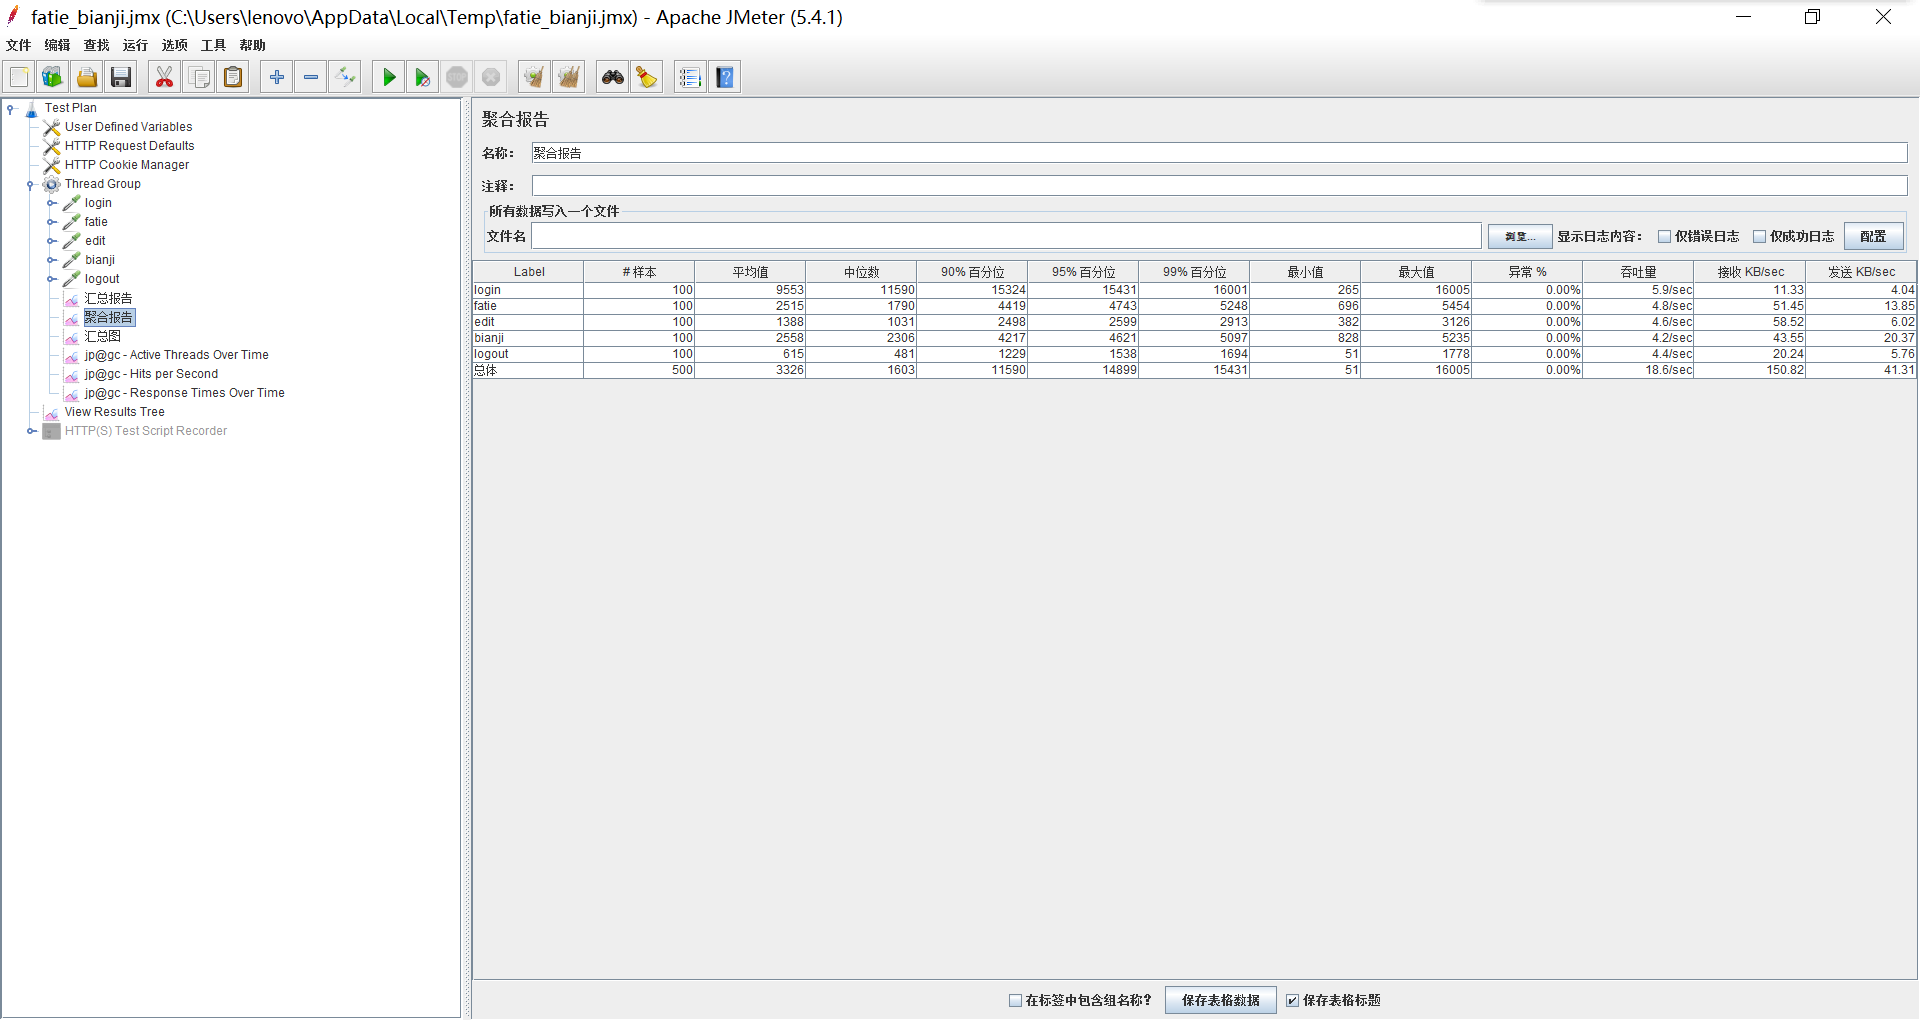 fatie_bianji.jmx (C:\Users\lenovo\AppData\Local\Temp\fatie_bianji.jmx) - Apache JMeter (5.4.1)
文件 编辑 查找 运行 选项 工具 帮助
STOP
Test Plan
User Defined Variables
HTTP Request Defaults
HTTP Cookie Manager
Thread Group
login
fatie
edit
bianji
logout
汇总报告
聚合报告
汇总图
jp@gc - Active Threads Over Time
jp@gc - Hits per Second
jp@gc - Response Times Over Time
View Results Tree
HTTP(S) Test Script Recorder
聚合报告
名称： 聚合报告
注释：
所有数据写入一个文件
文件名 浏览... 显示日志内容： 仅错误日志 仅成功日志 配置
Label # 样本 平均值 中位数 90% 百分位 95% 百分位 99% 百分位 最小值 最大值 异常 % 吞吐量 接收 KB/sec 发送 KB/sec
login 100 9553 11590 15324 15431 16001 265 16005 0.00% 5.9/sec 11.33 4.04
fatie 100 2515 1790 4419 4743 5248 696 5454 0.00% 4.8/sec 51.45 13.85
edit 100 1388 1031 2498 2599 2913 382 3126 0.00% 4.6/sec 58.52 6.02
bianji 100 2558 2306 4217 4621 5097 828 5235 0.00% 4.2/sec 43.55 20.37
logout 100 615 481 1229 1538 1694 51 1778 0.00% 4.4/sec 20.24 5.76
总体 500 3326 1603 11590 14899 15431 51 16005 0.00% 18.6/sec 150.82 41.31
在标签中包含组名称？ 保存表格数据 保存表格标题